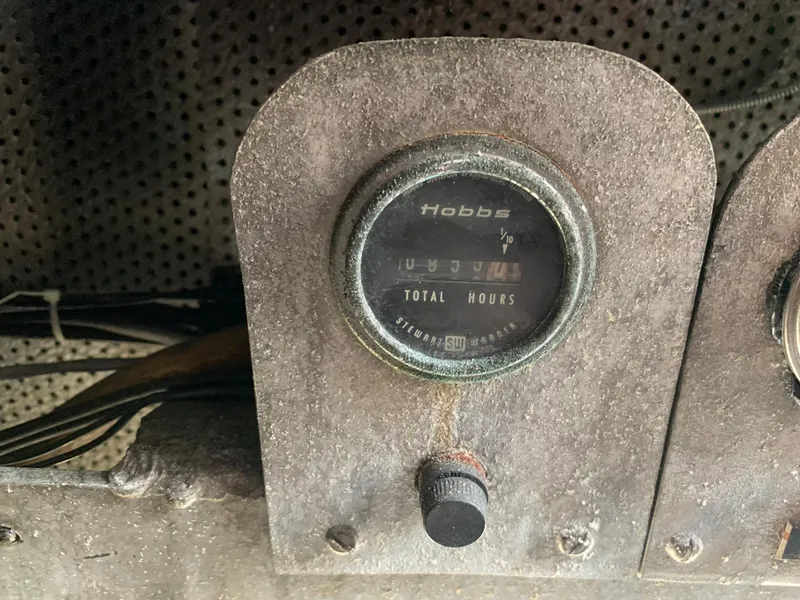 Hobbs
1/10
TOTAL HOURS
STEWART SW WARNER